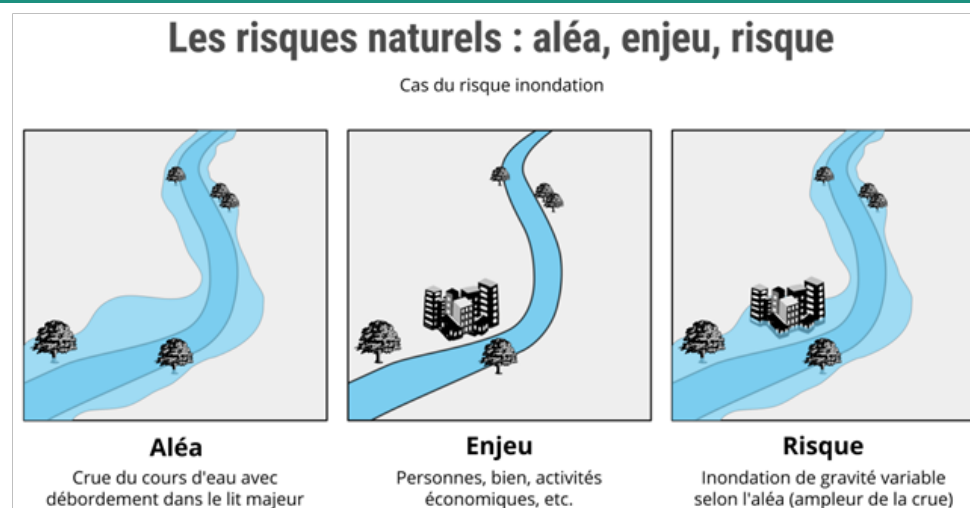 Les risques naturels : aléa, enjeu, risque
Cas du risque inondation
Aléa
Crue du cours d'eau avec
débordement dans le lit majeur
Enjeu
Personnes, bien, activités
économiques, etc.
Risque
Inondation de gravité variable
selon l'aléa (ampleur de la crue)